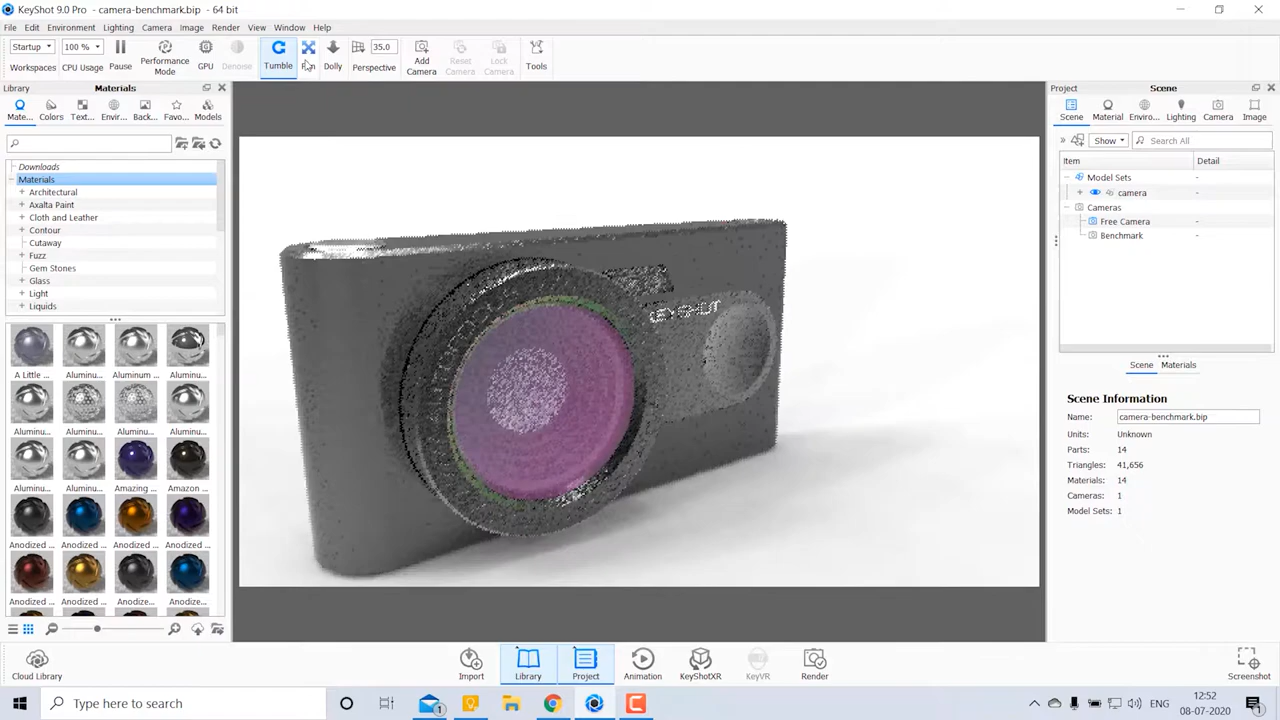 KeyShot 9.0 Pro - camera-benchmark.bip - 64 bit
File Edit Environment Lighting Camera Image Render View Window Help
Startup 100 % 35.0
Workspaces CPU Usage Pause Performance Mode GPU Denoise Tumble Pan Dolly Perspective Add Camera Reset Camera Lock Camera Tools
Library Materials
Mate... Colors Text... Envir... Back... Favo... Models
Downloads
Materials
Architectural
Axalta Paint
Cloth and Leather
Contour
Cutaway
Fuzz
Gem Stones
Glass
Light
Liquids
A Little ... Aluminu... Aluminum ... Aluminu...
Aluminu... Aluminu... Aluminu... Aluminu...
Aluminu... Aluminu... Amazing ... Amazon ...
Anodized ... Anodized ... Anodized ... Anodized ...
Anodized ... Anodized ... Anodize... Anodize...
KEYSHOT
Project Scene
Scene Material Enviro... Lighting Camera Image
Show Search All
Item Detail
Model Sets -
camera -
Cameras -
Free Camera -
Benchmark -
Scene Materials
Scene Information
Name: camera-benchmark.bip
Units: Unknown
Parts: 14
Triangles: 41,656
Materials: 14
Cameras: 1
Model Sets: 1
Cloud Library Import Library Project Animation KeyShotXR KeyVR Render Screenshot
Type here to search
1
ENG
12:52
08-07-2020
1